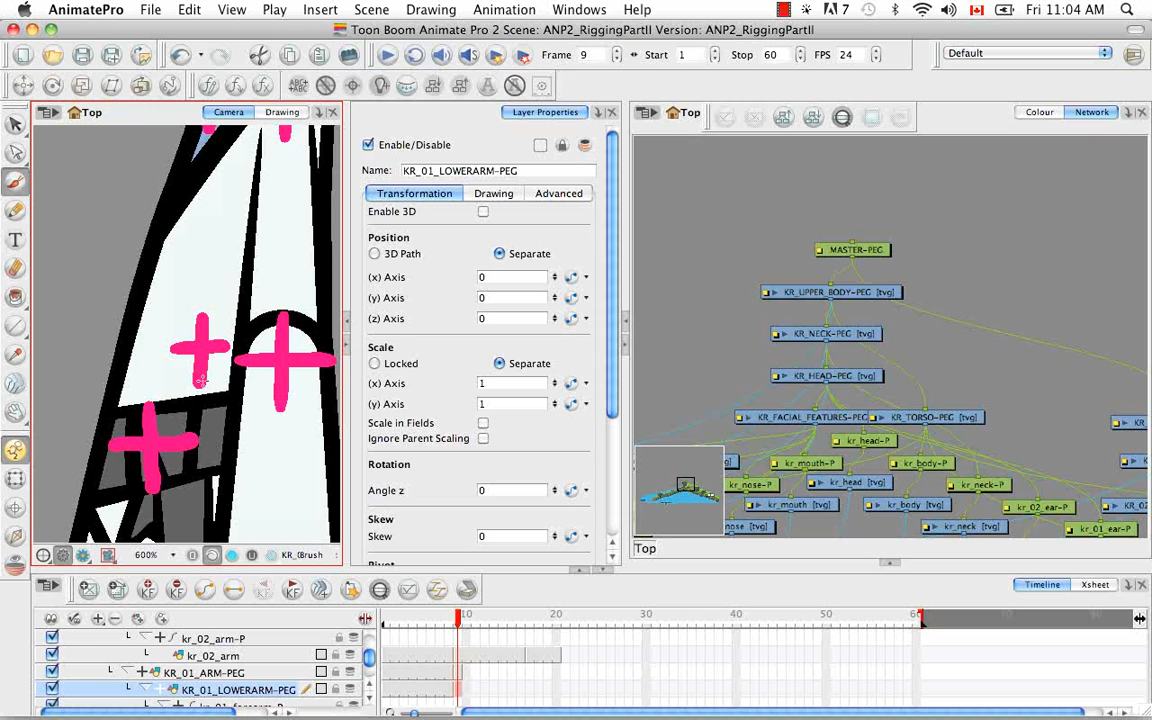 AnimatePro File Edit View Play Insert Scene Drawing Animation Windows Help 7 Fri 11:04 AM
Toon Boom Animate Pro 2 Scene: ANP2_RiggingPartII Version: ANP2_RiggingPartII
Frame 9 Start 1 Stop 60 FPS 24 Default
ABC
Top Camera Drawing
Layer Properties
Top Colour Network
Enable/Disable
Name: KR_01_LOWERARM-PEG
Transformation Drawing Advanced
Enable 3D
Position
3D Path Separate
(x) Axis 0
(y) Axis 0
(z) Axis 0
Scale
Locked Separate
(x) Axis 1
(y) Axis 1
Scale in Fields
Ignore Parent Scaling
Rotation
Angle z 0
Skew
Skew 0
MASTER-PEG
KR_UPPER_BODY-PEG [tvg]
KR_NECK-PEG [tvg]
KR_HEAD-PEG [tvg]
KR_FACIAL_FEATURES-PEG KR_TORSO-PEG [tvg]
kr_head-P
kr_mouth-P kr_body-P
kr_nose-P kr_head [tvg] kr_neck-P
kr_mouth [tvg] kr_body [tvg] kr_02_ear-P
nose [tvg] kr_neck [tvg] kr_01_ear-P
Top
600% KR_(Brush
Timeline Xsheet
10 20 30 40 50 60
kr_02_arm-P
kr_02_arm
KR_01_ARM-PEG
KR_01_LOWERARM-PEG